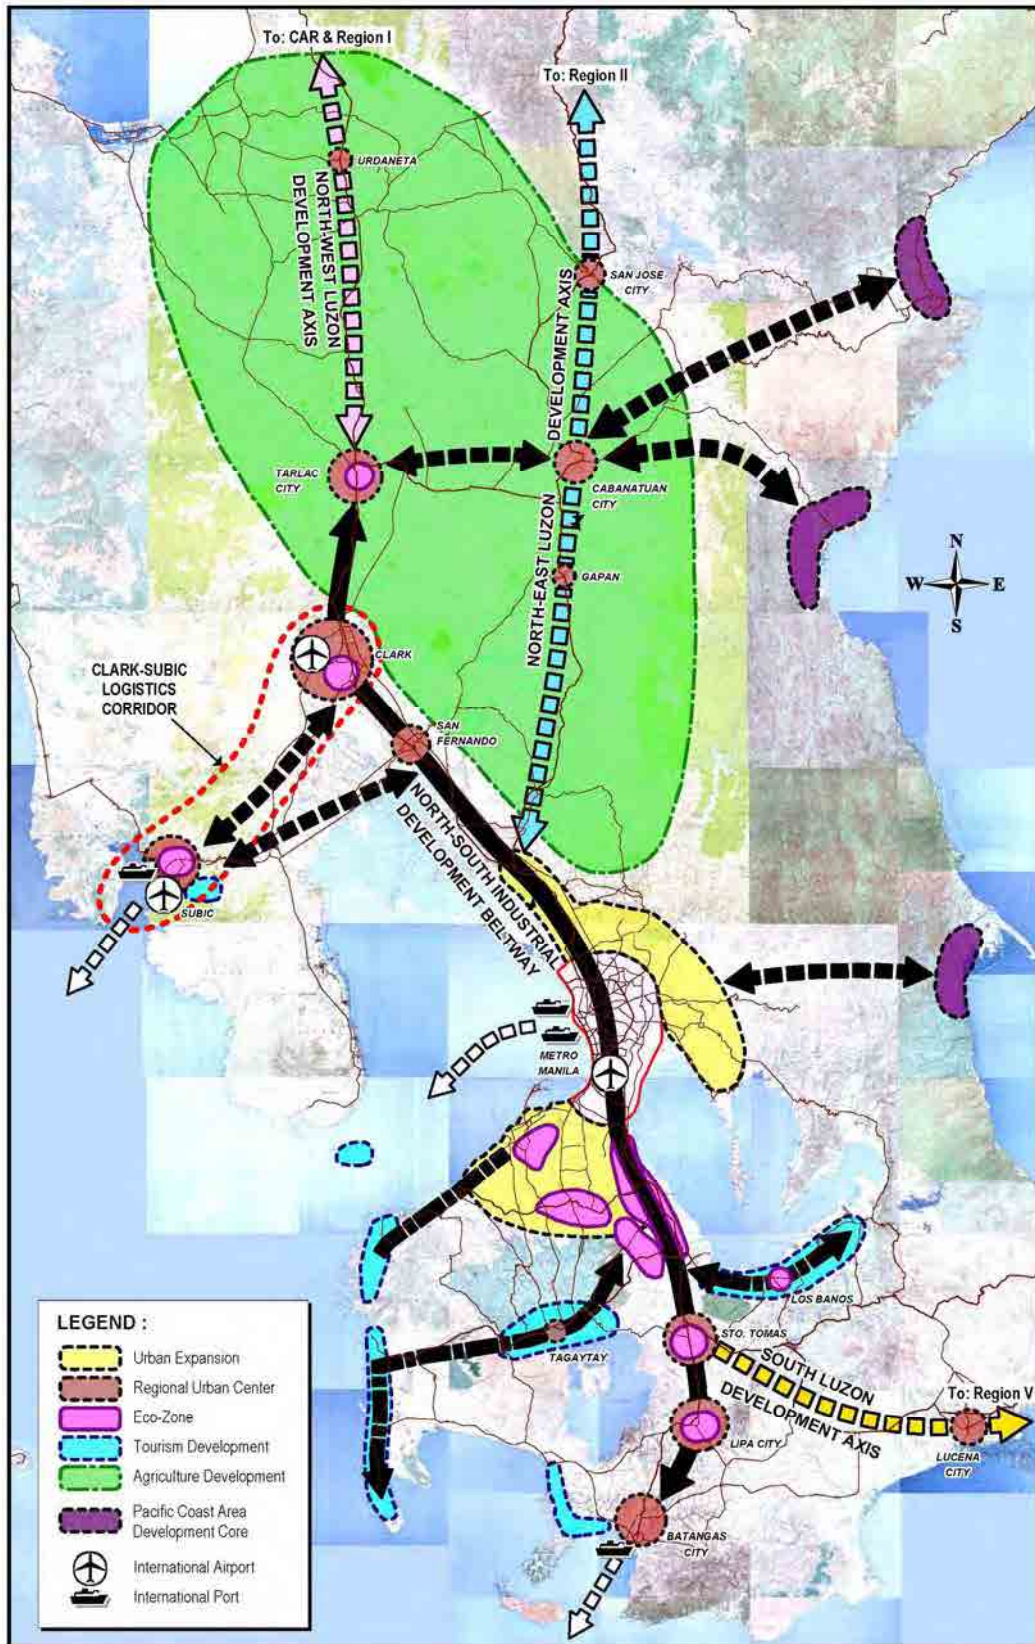 To: CAR & Region I
To: Region II
URDANETA
NORTH-WEST LUZON
DEVELOPMENT AXIS
SAN JOSE
CITY
DEVELOPMENT AXIS
NORTH-EAST LUZON
TARLAC
CITY
CABANATUAN
CITY
GAPAN
N
W
E
S
CLARK
CLARK-SUBIC
LOGISTICS
CORRIDOR
SAN
FERNANDO
NORTH-SOUTH INDUSTRIAL
DEVELOPMENT BELTWAY
SUBIC
METRO
MANILA
LOS BANOS
TAGAYTAY
STO. TOMAS
SOUTH LUZON
DEVELOPMENT AXIS
To: Region V
LIPA CITY
LUCENA
CITY
BATANGAS
CITY
LEGEND :
Urban Expansion
Regional Urban Center
Eco-Zone
Tourism Development
Agriculture Development
Pacific Coast Area
Development Core
International Airport
International Port